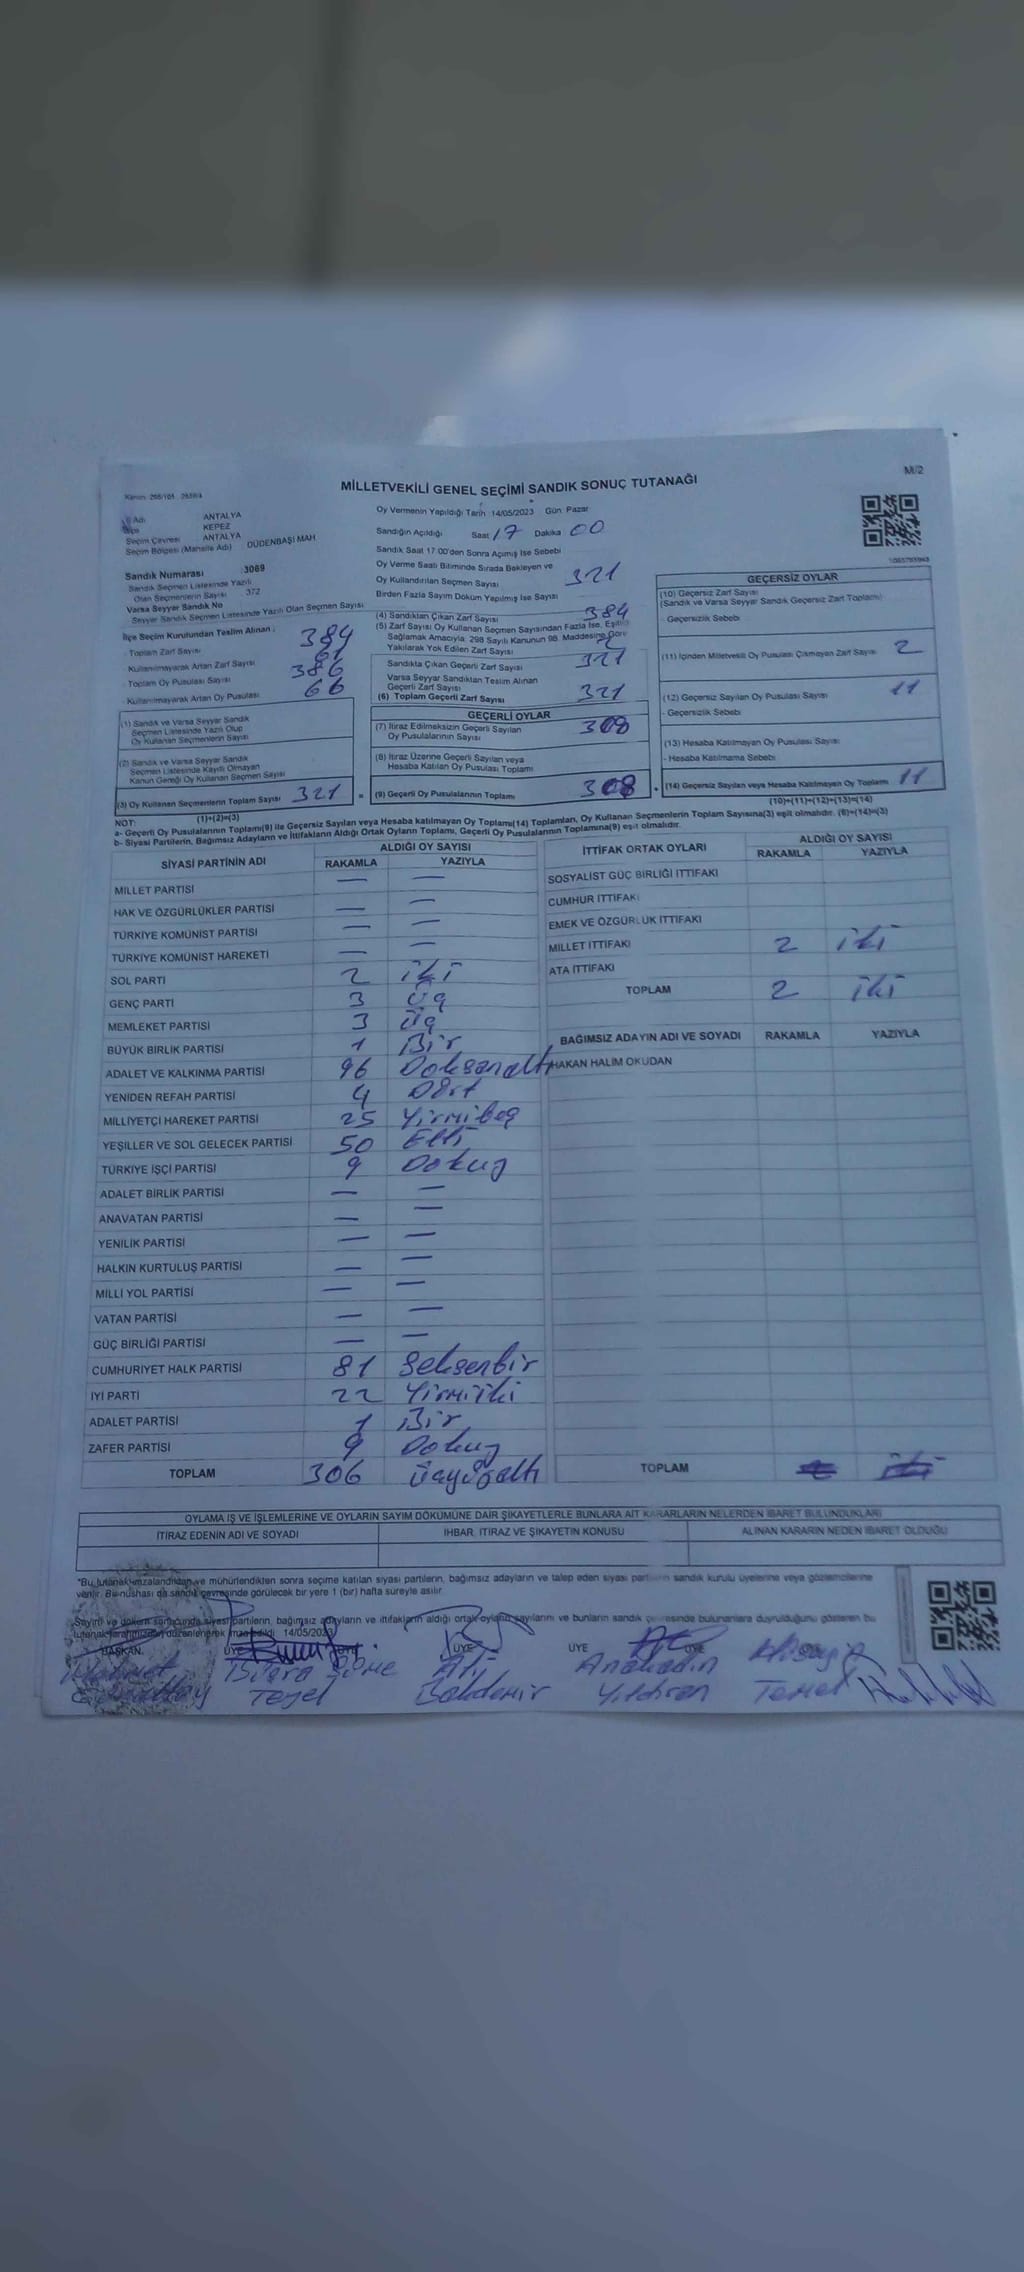 MİLLETVEKİLİ GENEL SEÇİMİ SANDIK SONUÇ TUTANAĞI
M/2
İl Adı ANTALYA
İlçe KEPEZ
Seçim Çevresi ANTALYA
Seçim Bölgesi (Mahalle Adı) DÜDENBAŞI MAH
Sandık Numarası 3069
Sandık Seçmen Listesinde Yazılı
Olan Seçmenlerin Sayısı 372
Varsa Seyyar Sandık No
Seyyar Sandık Seçmen Listesinde Yazılı Olan Seçmen Sayısı
İlçe Seçim Kurulundan Teslim Alınan :
Toplam Zarf Sayısı 384
Kullanılmayarak Artan Zarf Sayısı
Toplam Oy Pusulası Sayısı 386
Kullanılmayarak Artan Oy Pusulası 66
(1) Sandık ve Varsa Seyyar Sandık
Seçmen Listesinde Yazılı Olup
Oy Kullanan Seçmenlerin Sayısı
(2) Sandık ve Varsa Seyyar Sandık
Seçmen Listesinde Kayıtlı Olmayan
Kanun Gereği Oy Kullanan Seçmen Sayısı
(3) Oy Kullanan Seçmenlerin Toplam Sayısı 321
Oy Vermenin Yapıldığı Tarih 14/05/2023 Gün: Pazar
Sandığın Açıldığı Saat 17 Dakika 00
Sandık Saat 17.00'den Sonra Açımış İse Sebebi
Oy Verme Saati Bitiminde Sırada Bekleyen ve
Oy Kullandırılan Seçmen Sayısı 321
Birden Fazla Sayım Döküm Yapılmış İse Sayısı
(4) Sandıktan Çıkan Zarf Sayısı 384
(5) Zarf Sayısı Oy Kullanan Seçmen Sayısından Fazla İse, Eşitliği
Sağlamak Amacıyla 298 Sayılı Kanunun 98. Maddesine Göre
Yakılarak Yok Edilen Zarf Sayısı
Sandıkta Çıkan Geçerli Zarf Sayısı 321
Varsa Seyyar Sandıktan Teslim Alınan
Geçerli Zarf Sayısı
(6) Toplam Geçerli Zarf Sayısı 321
GEÇERLİ OYLAR
(7) İtiraz Edilmeksizin Geçerli Sayılan
Oy Pusulalarının Sayısı 308
(8) İtiraz Üzerine Geçerli Sayılan veya
Hesaba Katılan Oy Pusulası Toplamı
(9) Geçerli Oy Pusulalarının Toplamı 308
1085785943
GEÇERSİZ OYLAR
(10) Geçersiz Zarf Sayısı
(Sandık ve Varsa Seyyar Sandık Geçersiz Zarf Toplamı)
- Geçersizlik Sebebi
(11) İçinden Milletvekili Oy Pusulası Çıkmayan Zarf Sayısı 2
(12) Geçersiz Sayılan Oy Pusulası Sayısı 11
- Geçersizlik Sebebi
(13) Hesaba Katılmayan Oy Pusulası Sayısı
- Hesaba Katılmama Sebebi
(14) Geçersiz Sayılan veya Hesaba Katılmayan Oy Toplamı 11
NOT: (1)+(2)=(3) (10)+(11)+(12)+(13)=(14)
a- Geçerli Oy Pusulalarının Toplamı(9) ile Geçersiz Sayılan veya Hesaba katılmayan Oy Toplamı(14) Toplamları, Oy Kullanan Seçmenlerin Toplam Sayısına(3) eşit olmalıdır. (9)+(14)=(3)
b- Siyasi Partilerin, Bağımsız Adayların ve İttifakların Aldığı Ortak Oyların Toplamı, Geçerli Oy Pusulalarının Toplamına(9) eşit olmalıdır.
SİYASİ PARTİNİN ADI ALDIĞI OY SAYISI
RAKAMLA YAZIYLA
MİLLET PARTİSİ — —
HAK VE ÖZGÜRLÜKLER PARTİSİ — —
TÜRKİYE KOMÜNİST PARTİSİ — —
TÜRKİYE KOMÜNİST HAREKETİ — —
SOL PARTİ 2 iki
GENÇ PARTİ 3 Üç
MEMLEKET PARTİSİ 3 Üç
BÜYÜK BİRLİK PARTİSİ 1 Bir
ADALET VE KALKINMA PARTİSİ 96 Doksanaltı
YENİDEN REFAH PARTİSİ 4 Dört
MİLLİYETÇİ HAREKET PARTİSİ 25 Yirmibeş
YEŞİLLER VE SOL GELECEK PARTİSİ 50 Elli
TÜRKİYE İŞÇİ PARTİSİ 9 Dokuz
ADALET BİRLİK PARTİSİ — —
ANAVATAN PARTİSİ — —
YENİLİK PARTİSİ — —
HALKIN KURTULUŞ PARTİSİ — —
MİLLİ YOL PARTİSİ — —
VATAN PARTİSİ — —
GÜÇ BİRLİĞİ PARTİSİ — —
CUMHURİYET HALK PARTİSİ 81 Seksenbir
İYİ PARTİ 22 Yirmiiki
ADALET PARTİSİ 1 Bir
ZAFER PARTİSİ 9 Dokuz
TOPLAM 306 Üçyüzaltı
İTTİFAK ORTAK OYLARI ALDIĞI OY SAYISI
RAKAMLA YAZIYLA
SOSYALİST GÜÇ BİRLİĞİ İTTİFAKI
CUMHUR İTTİFAKI
EMEK VE ÖZGÜRLÜK İTTİFAKI
MİLLET İTTİFAKI 2 iki
ATA İTTİFAKI
TOPLAM 2 iki
BAĞIMSIZ ADAYIN ADI VE SOYADI RAKAMLA YAZIYLA
HAKAN HALİM OKUDAN
TOPLAM
OYLAMA İŞ VE İŞLEMLERİNE VE OYLARIN SAYIM DÖKÜMÜNE DAİR ŞİKAYETLERLE BUNLARA AİT KARARLARIN NELERDEN İBARET BULUNDUKLARI
İTİRAZ EDENİN ADI VE SOYADI İHBAR, İTİRAZ VE ŞİKAYETİN KONUSU ALINAN KARARIN NEDEN İBARET OLDUĞU
*Bu tutanak imzalandıktan ve mühürlendikten sonra seçime katılan siyasi partilerin, bağımsız adayların ve talep eden siyasi partilerin sandık kurulu üyelerine veya gözlemcilerine
verilir. Bir nüshası da sandık çevresinde görülecek bir yere 1 (bir) hafta süreyle asılır.
Sayım ve döküm sonucunda siyasi partilerin, bağımsız adayların ve ittifakların aldığı ortak oyların sayılarını ve bunların sandık çevresinde bulunanlara duyrulduğunu gösteren bu
tutanak tarafımızdan düzenlenerek imza edildi. 14/05/2023
BAŞKAN ÜYE ÜYE ÜYE ÜYE
Ali
Tezel Yıldıran Temel